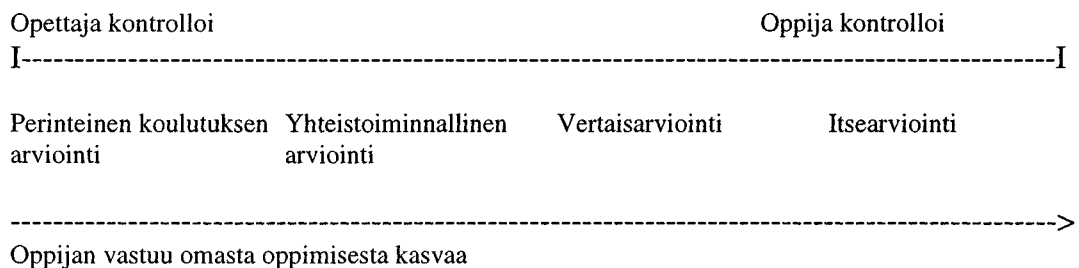 Opettaja kontrolloi Oppija kontrolloi
I----------------------------------------------------------------------------------------------------I
Perinteinen koulutuksen Yhteistoiminnallinen Vertaisarviointi Itsearviointi
arviointi arviointi
---------------------------------------------------------------------------------------------------->
Oppijan vastuu omasta oppimisesta kasvaa